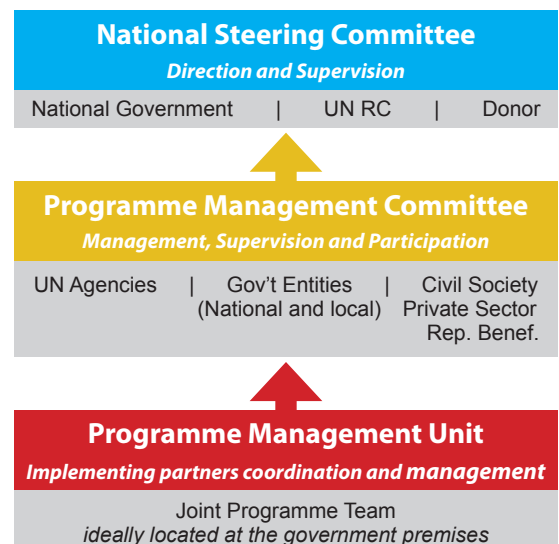 National Steering Committee
Direction and Supervision
National Government | UN RC | Donor
Programme Management Committee
Management, Supervision and Participation
UN Agencies | Gov’t Entities | Civil Society
(National and local) Private Sector
Rep. Benef.
Programme Management Unit
Implementing partners coordination and management
Joint Programme Team
ideally located at the government premises